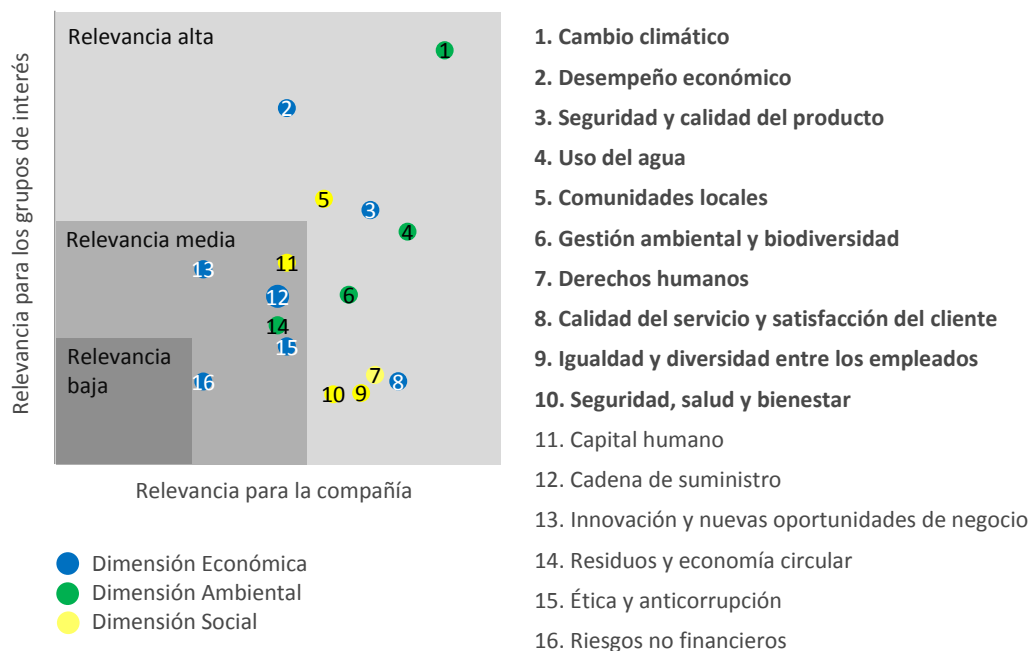 Relevancia para los grupos de interés
Relevancia alta
1
2
5
3
4
Relevancia media
11
13
12
6
14
15
Relevancia
baja
16
7
8
10
9
Relevancia para la compañía
Dimensión Económica
Dimensión Ambiental
Dimensión Social
1. Cambio climático
2. Desempeño económico
3. Seguridad y calidad del producto
4. Uso del agua
5. Comunidades locales
6. Gestión ambiental y biodiversidad
7. Derechos humanos
8. Calidad del servicio y satisfacción del cliente
9. Igualdad y diversidad entre los empleados
10. Seguridad, salud y bienestar
11. Capital humano
12. Cadena de suministro
13. Innovación y nuevas oportunidades de negocio
14. Residuos y economía circular
15. Ética y anticorrupción
16. Riesgos no financieros